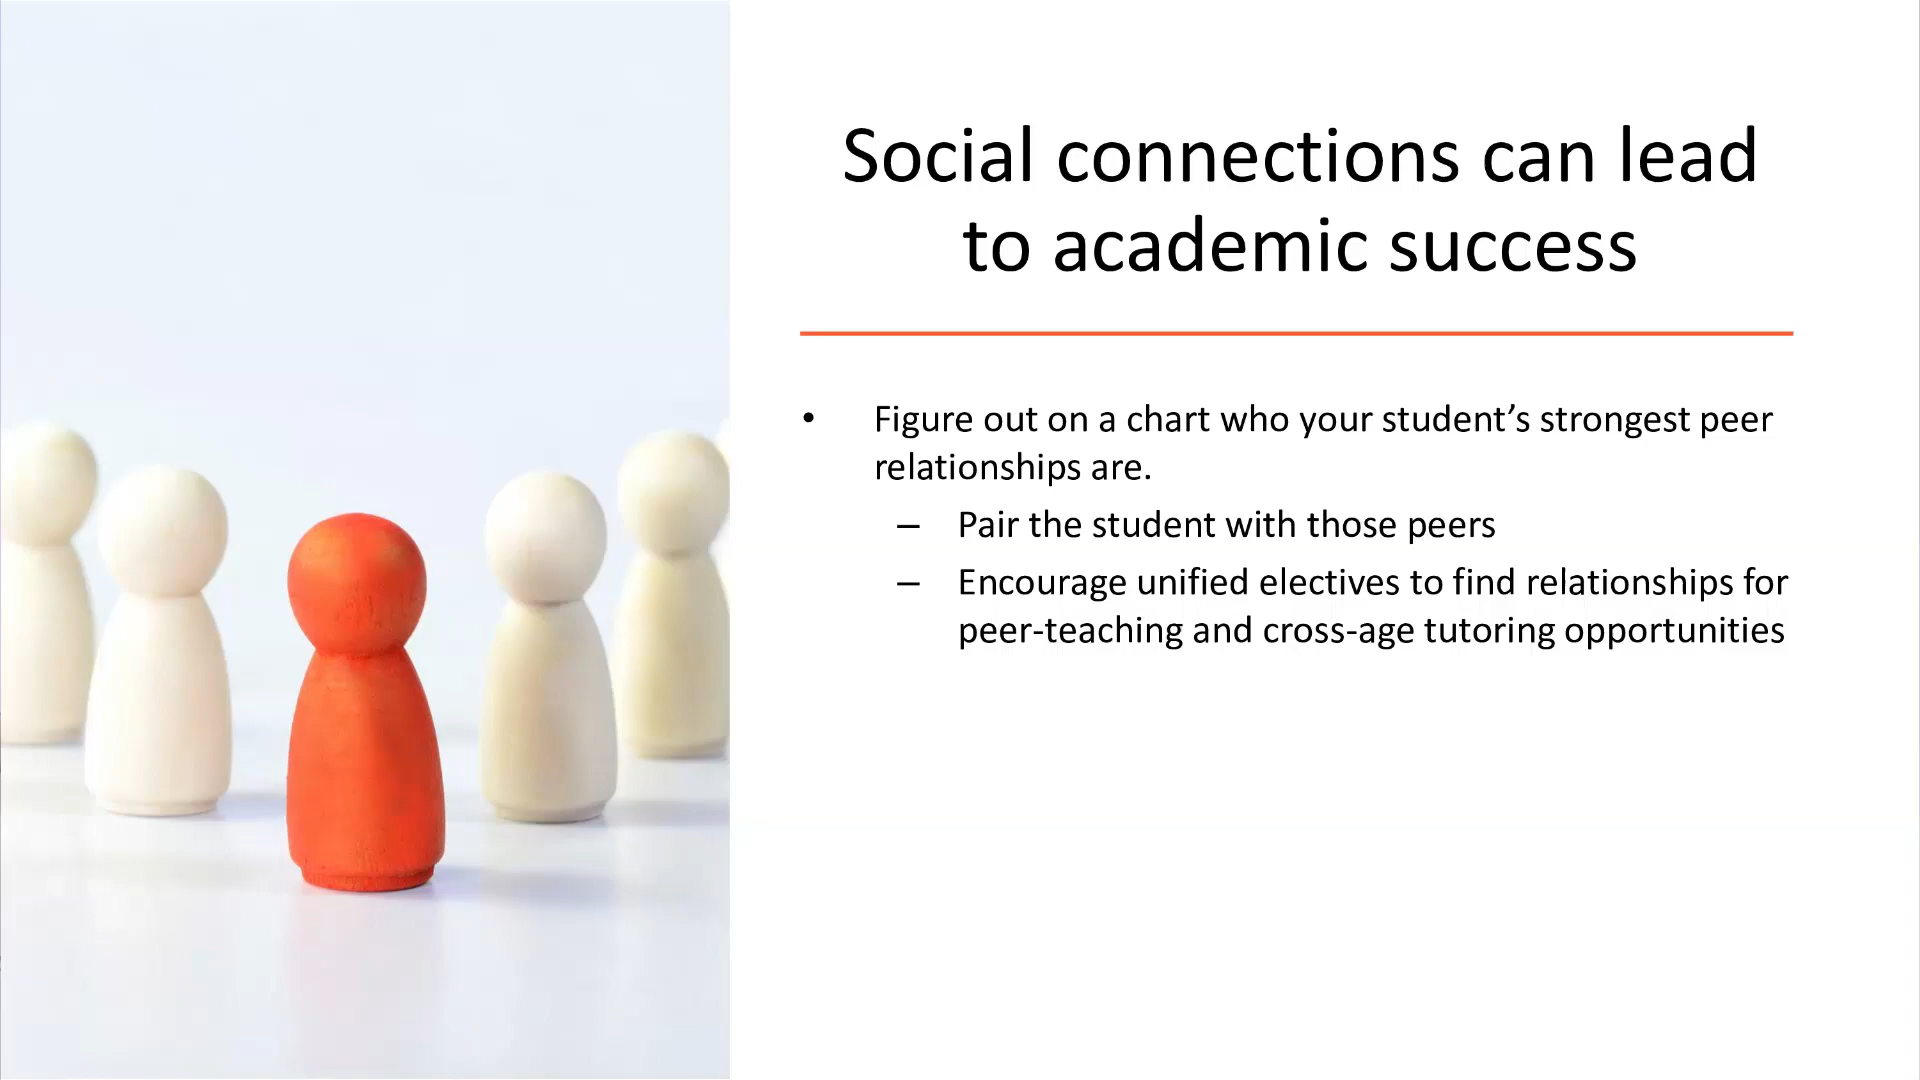 Social connections can lead
to academic success
• Figure out on a chart who your student’s strongest peer
relationships are.
– Pair the student with those peers
– Encourage unified electives to find relationships for
peer-teaching and cross-age tutoring opportunities